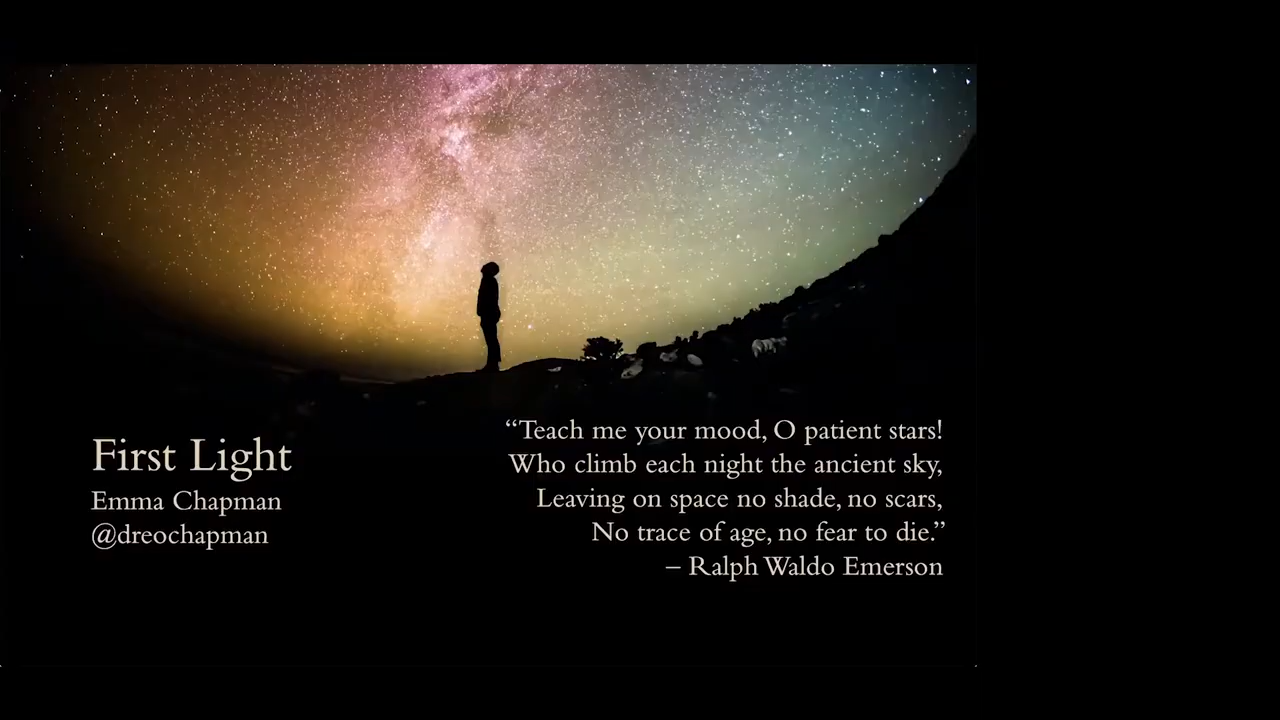 First Light
Emma Chapman
@dreochapman
“Teach me your mood, O patient stars!
Who climb each night the ancient sky,
Leaving on space no shade, no scars,
No trace of age, no fear to die.”
– Ralph Waldo Emerson